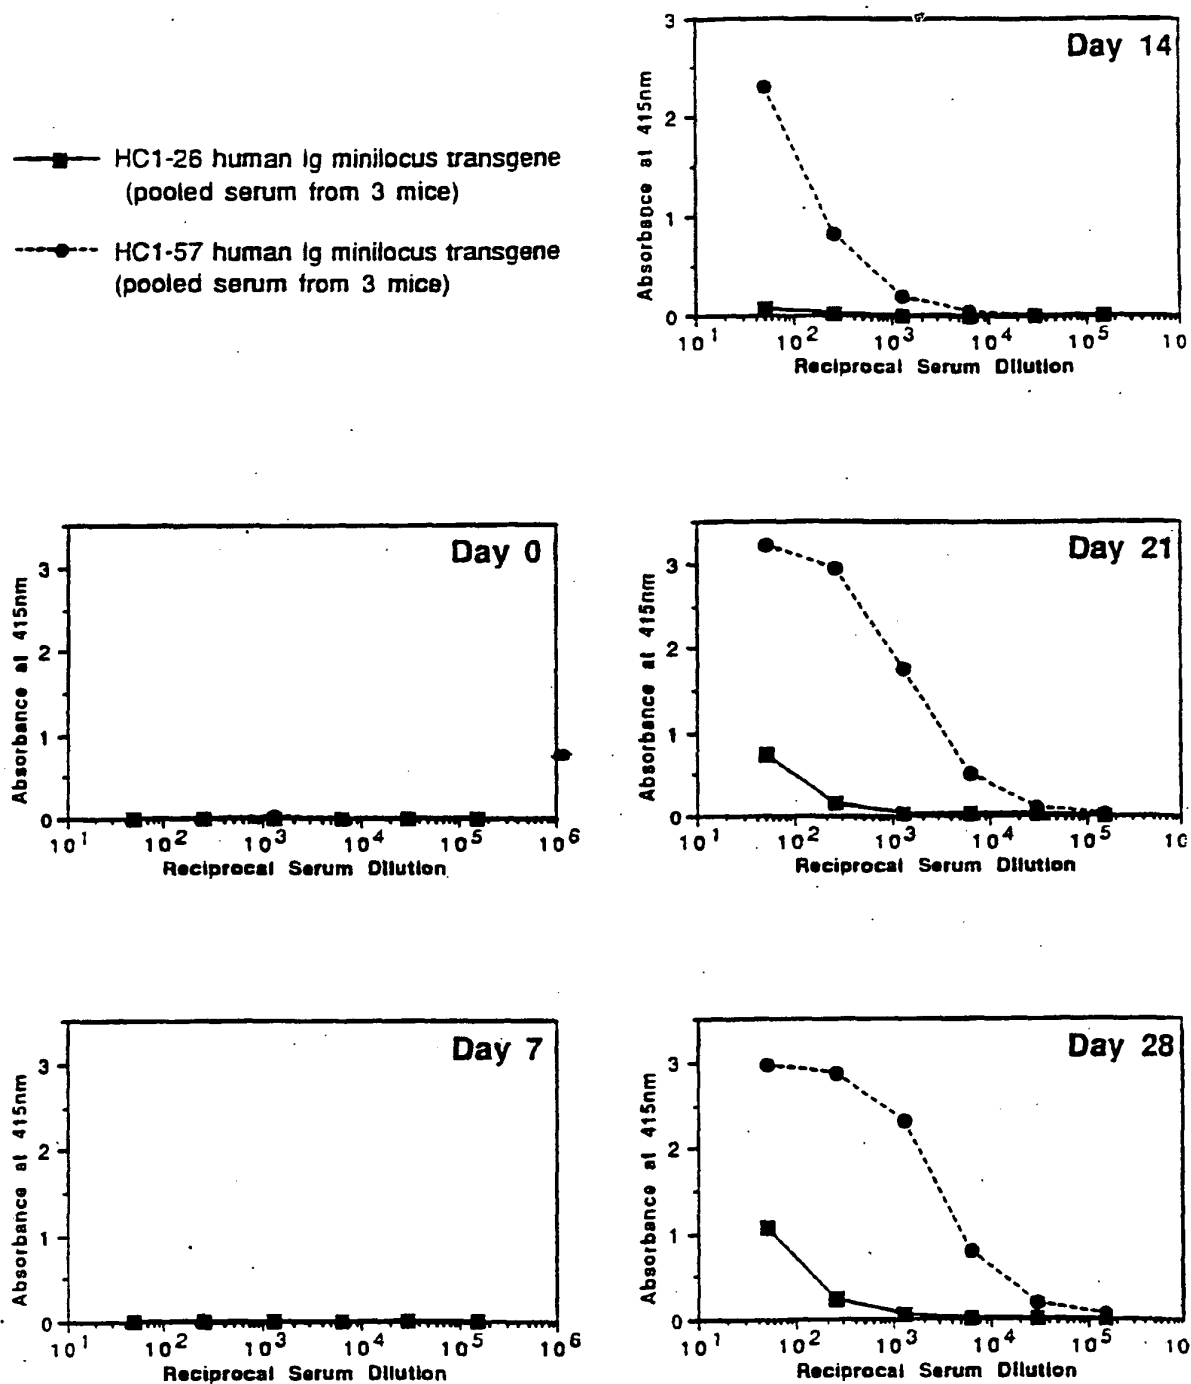 HC1-26 human Ig minilocus transgene
(pooled serum from 3 mice)
HC1-57 human Ig minilocus transgene
(pooled serum from 3 mice)
Day 14
Absorbance at 415nm
3
2
1
0
10^1 10^2 10^3 10^4 10^5 10
Reciprocal Serum Dilution
Day 0
Absorbance at 415nm
3
2
1
0
10^1 10^2 10^3 10^4 10^5 10^6
Reciprocal Serum Dilution
Day 21
Absorbance at 415nm
3
2
1
0
10^1 10^2 10^3 10^4 10^5 10
Reciprocal Serum Dilution
Day 7
Absorbance at 415nm
3
2
1
0
10^1 10^2 10^3 10^4 10^5 10^6
Reciprocal Serum Dilution
Day 28
Absorbance at 415nm
3
2
1
0
10^1 10^2 10^3 10^4 10^5 10
Reciprocal Serum Dilution